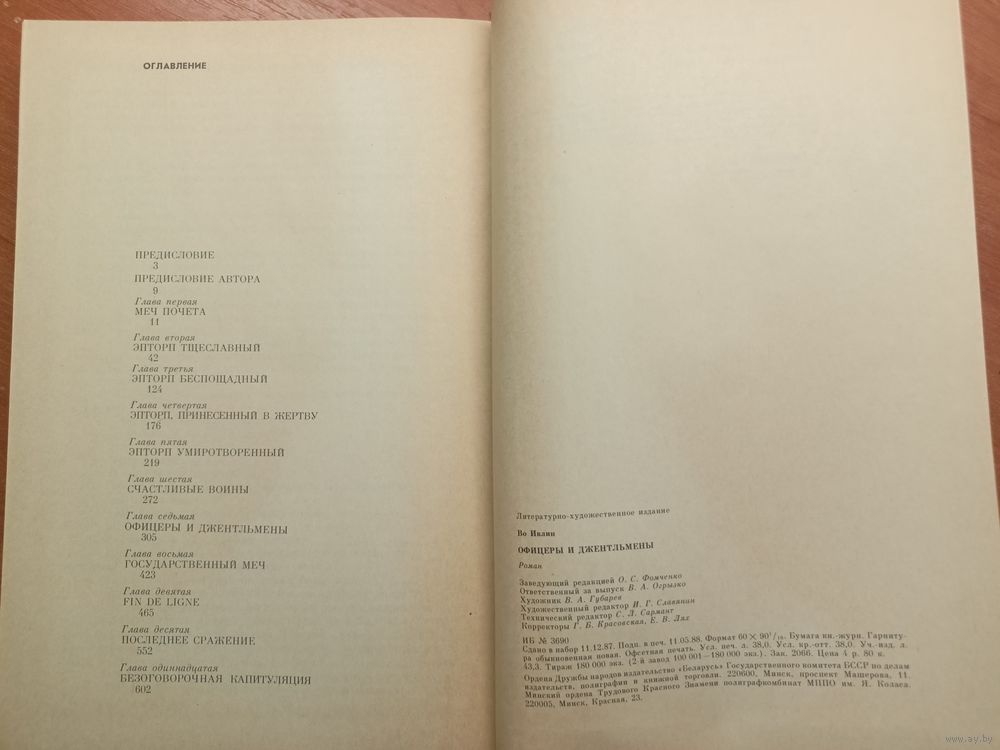 ОГЛАВЛЕНИЕ
ПРЕДИСЛОВИЕ
3
ПРЕДИСЛОВИЕ АВТОРА
9
Глава первая
МЕЧ ПОЧЕТА
11
Глава вторая
ЭПТОРП ТЩЕСЛАВНЫЙ
42
Глава третья
ЭПТОРП БЕСПОЩАДНЫЙ
124
Глава четвертая
ЭПТОРП, ПРИНЕСЕННЫЙ В ЖЕРТВУ
176
Глава пятая
ЭПТОРП УМИРОТВОРЕННЫЙ
219
Глава шестая
СЧАСТЛИВЫЕ ВОИНЫ
272
Глава седьмая
ОФИЦЕРЫ И ДЖЕНТЛЬМЕНЫ
305
Глава восьмая
ГОСУДАРСТВЕННЫЙ МЕЧ
423
Глава девятая
FIN DE LIGNE
465
Глава десятая
ПОСЛЕДНЕЕ СРАЖЕНИЕ
552
Глава одиннадцатая
БЕЗОГОВОРОЧНАЯ КАПИТУЛЯЦИЯ
602
Литературно-художественное издание
Во Ивлин
ОФИЦЕРЫ И ДЖЕНТЛЬМЕНЫ
Роман
Заведующий редакцией О. С. Фомченко
Ответственный за выпуск В. А. Огрызко
Художник В. А. Губарев
Художественный редактор И. Г. Славянин
Технический редактор С. Л. Сармант
Корректоры Г. Б. Красовская, Е. В. Лях
ИБ № 3690
Сдано в набор 11.12.87. Подп. в печ. 11.05.88. Формат 60×90¹/₁₆. Бумага кн.-журн. Гарниту-
ра обыкновенная новая. Офсетная печать. Усл. печ. л. 38,0. Усл. кр.-отт. 38,0. Уч.-изд. л.
43,3. Тираж 180 000 экз. (2-й завод 100 001—180 000 экз.). Зак. 2066. Цена 4 р. 80 к.
Ордена Дружбы народов издательство «Беларусь» Государственного комитета БССР по делам
издательств, полиграфии и книжной торговли. 220600, Минск, проспект Машерова, 11.
Минский ордена Трудового Красного Знамени полиграфкомбинат МППО им. Я. Коласа.
220005, Минск, Красная, 23.
www.ay.by